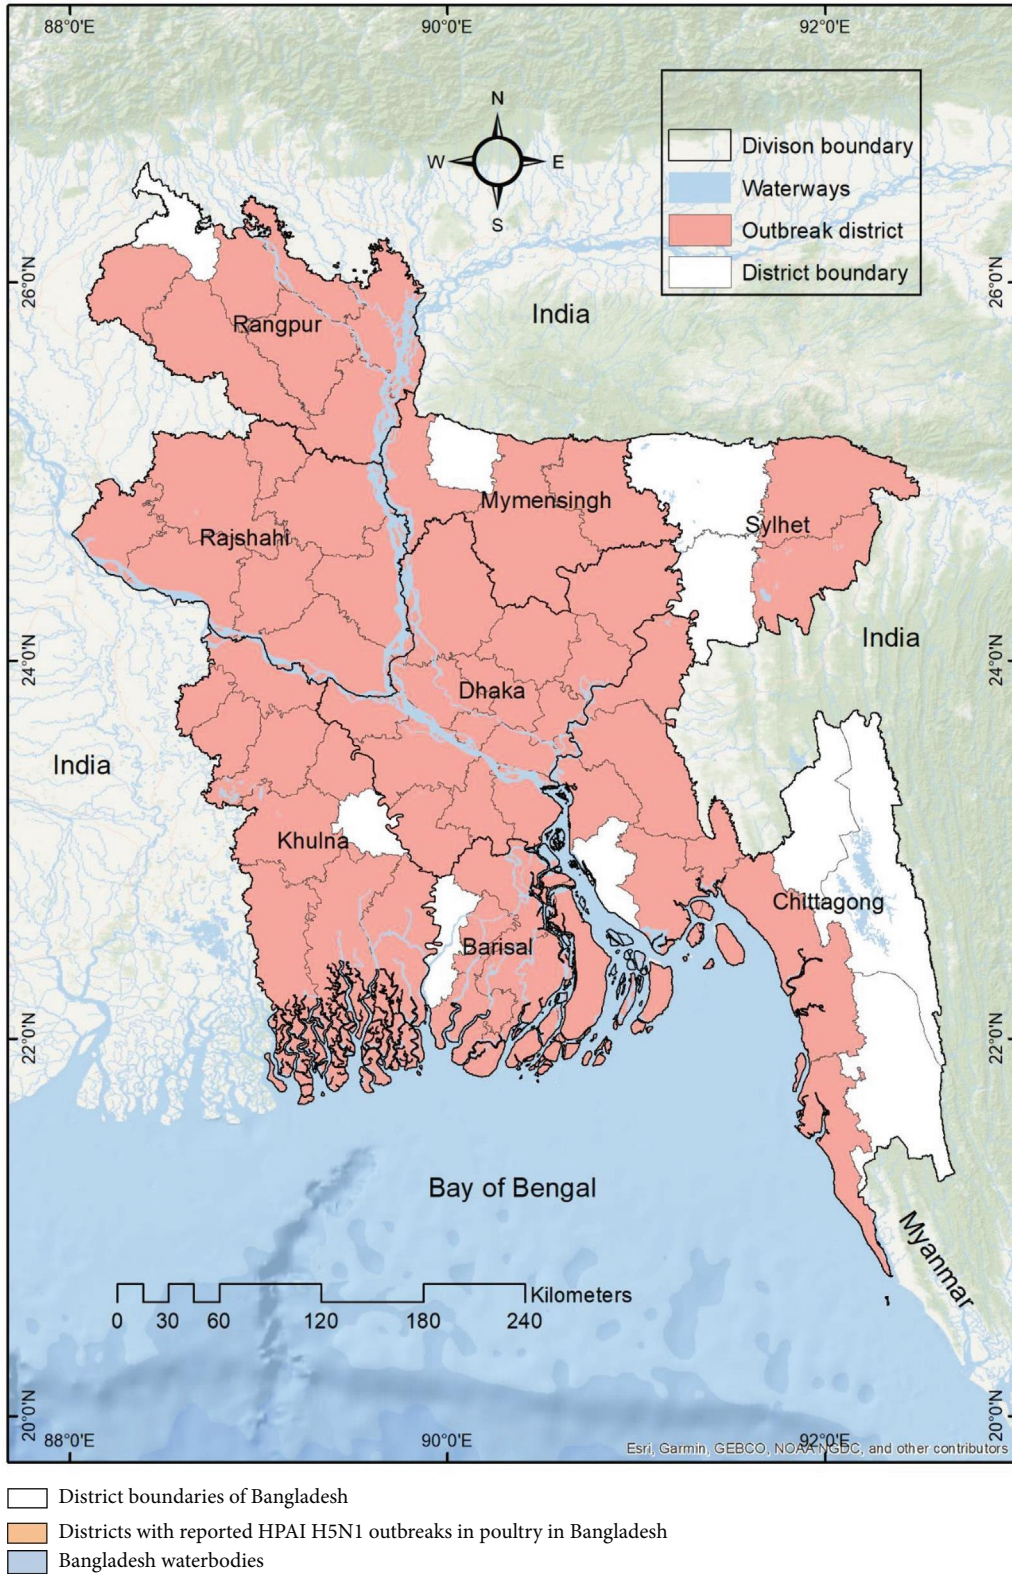 88°0'E 90°0'E 92°0'E
N
W E
S
Divison boundary
Waterways
Outbreak district
District boundary
26°0'N 26°0'N
India
Rangpur
Mymensingh
Sylhet
Rajshahi
India
24°0'N 24°0'N
Dhaka
India
Khulna
Chittagong
Barisal
22°0'N 22°0'N
Bay of Bengal
Myanmar
Kilometers
0 30 60 120 180 240
20°0'N 20°0'N
88°0'E 90°0'E 92°0'E
Esri, Garmin, GEBCO, NOAA NGDC, and other contributors
District boundaries of Bangladesh
Districts with reported HPAI H5N1 outbreaks in poultry in Bangladesh
Bangladesh waterbodies